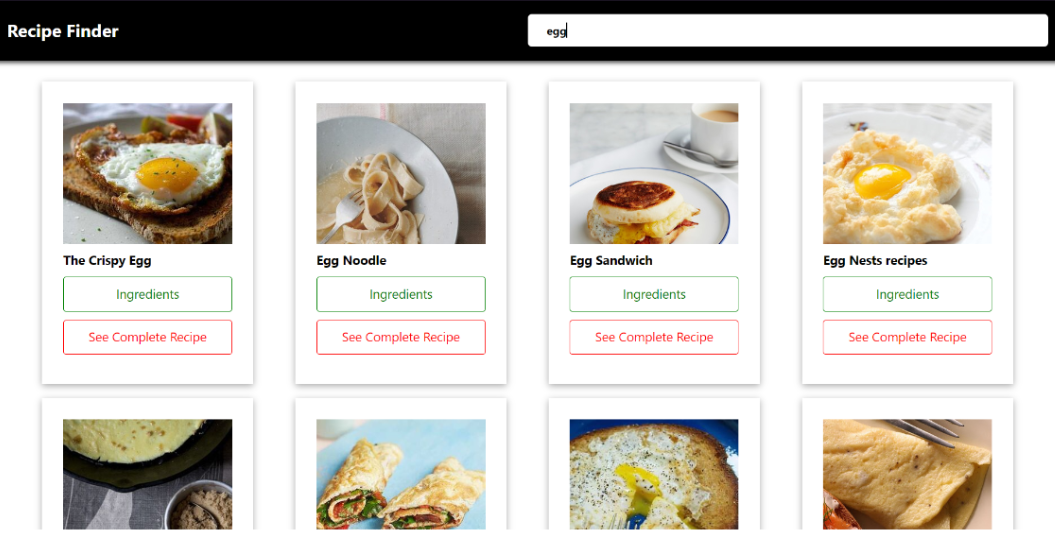 Recipe Finder
egg
The Crispy Egg
Egg Noodle
Egg Sandwich
Egg Nests recipes
Ingredients
Ingredients
Ingredients
Ingredients
See Complete Recipe
See Complete Recipe
See Complete Recipe
See Complete Recipe